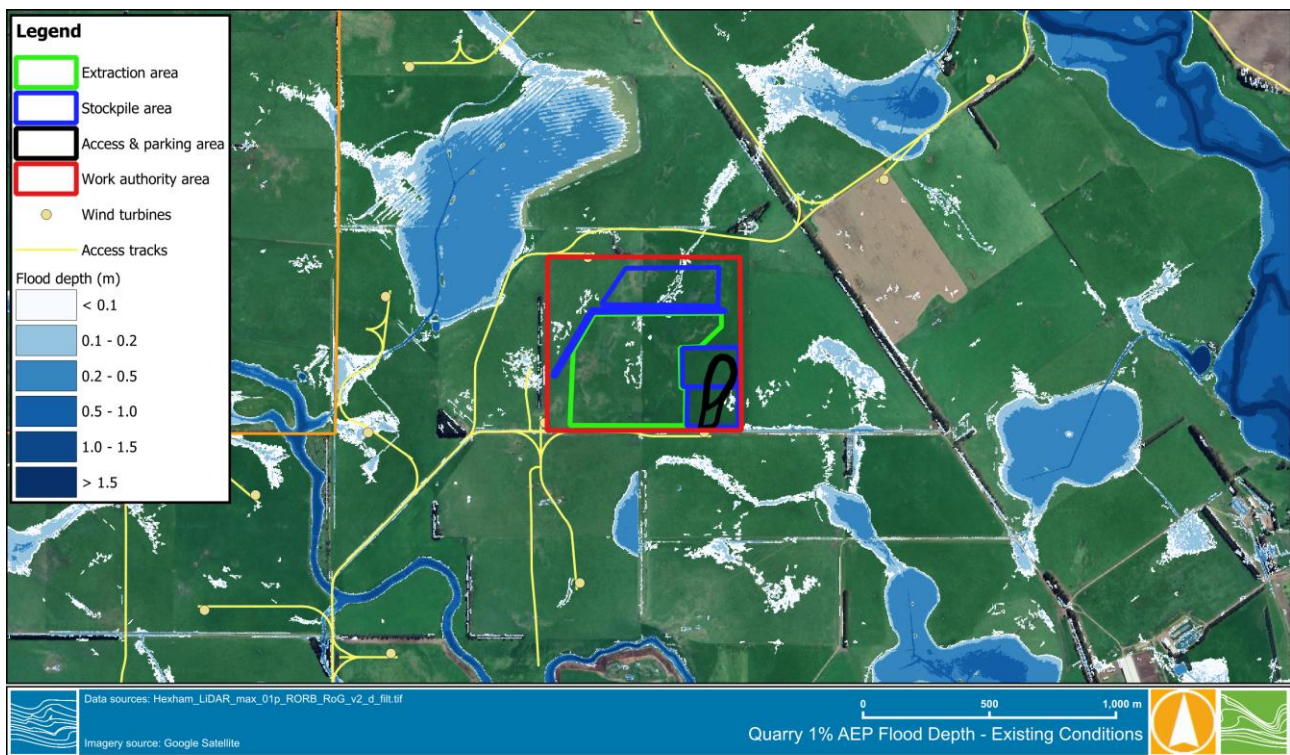 Legend
Extraction area
Stockpile area
Access & parking area
Work authority area
Wind turbines
Access tracks
Flood depth (m)
< 0.1
0.1 - 0.2
0.2 - 0.5
0.5 - 1.0
1.0 - 1.5
> 1.5
Data sources: Hexham_LiDAR_max_01p_RORB_RoG_v2_d_filt.tif
Imagery source: Google Satellite
0 500 1,000 m
Quarry 1% AEP Flood Depth - Existing Conditions